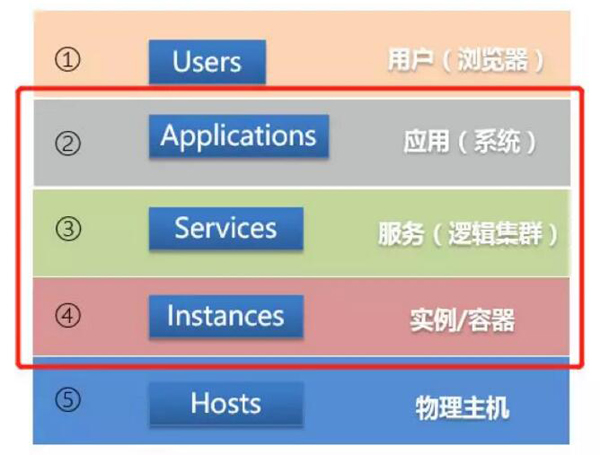 ① Users 用户（浏览器）
② Applications 应用（系统）
③ Services 服务（逻辑集群）
④ Instances 实例/容器
⑤ Hosts 物理主机